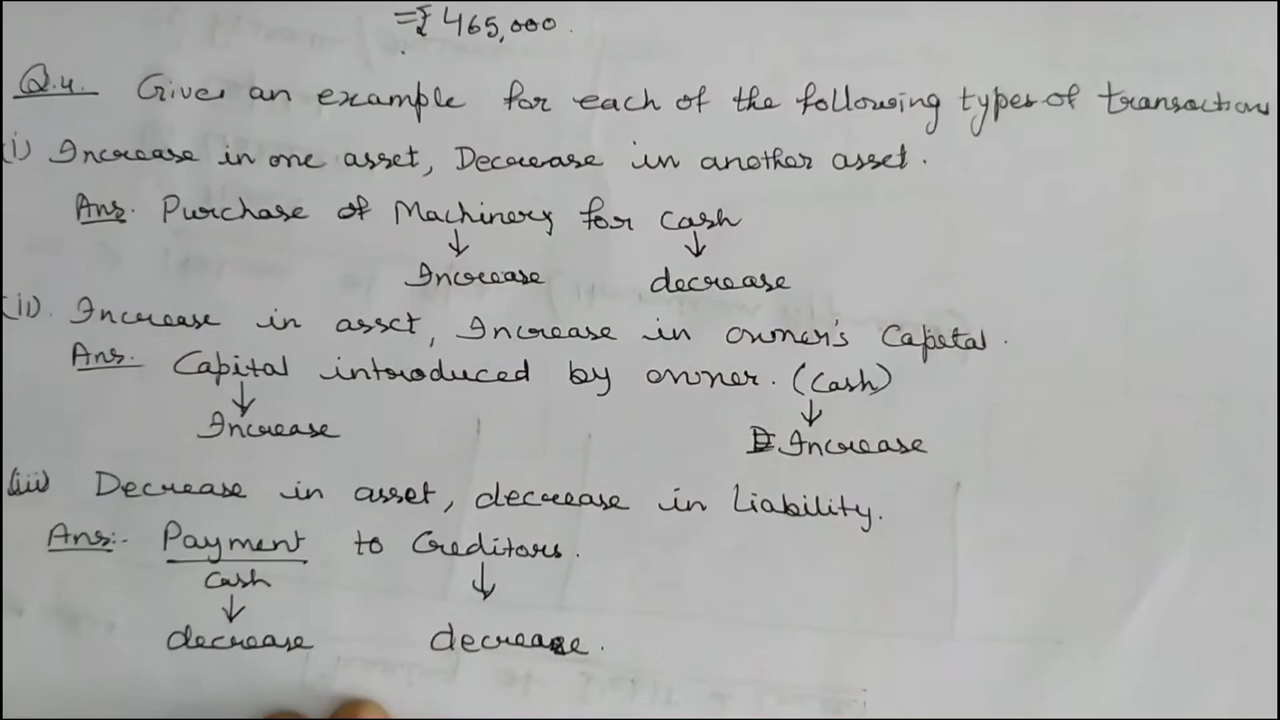 =₹ 465,000.
Q.4. Give an example for each of the following types of transactions
(i) Increase in one asset, Decrease in another asset.
Ans. Purchase of Machinery for cash
↓ ↓
Increase decrease
(ii). Increase in asset, Increase in owner's Capital.
Ans. Capital introduced by owner. (Cash)
↓ ↓
Increase Increase
(iii) Decrease in asset, decrease in Liability.
Ans:- Payment to Creditors.
Cash ↓
↓
decrease decrease.